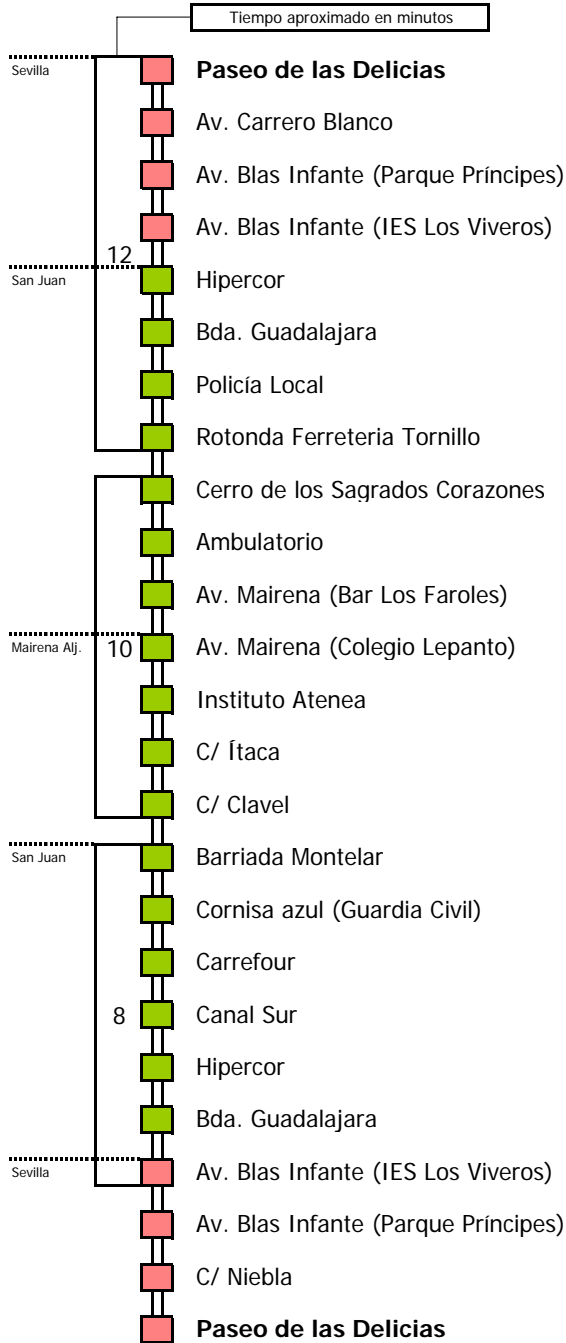 Tiempo aproximado en minutos
Sevilla
Paseo de las Delicias
Av. Carrero Blanco
Av. Blas Infante (Parque Príncipes)
Av. Blas Infante (IES Los Viveros)
12
San Juan
Hipercor
Bda. Guadalajara
Policía Local
Rotonda Ferreteria Tornillo
Cerro de los Sagrados Corazones
Ambulatorio
Av. Mairena (Bar Los Faroles)
Mairena Alj.
10
Av. Mairena (Colegio Lepanto)
Instituto Atenea
C/ Ítaca
C/ Clavel
San Juan
Barriada Montelar
Cornisa azul (Guardia Civil)
Carrefour
8
Canal Sur
Hipercor
Bda. Guadalajara
Sevilla
Av. Blas Infante (IES Los Viveros)
Av. Blas Infante (Parque Príncipes)
C/ Niebla
Paseo de las Delicias